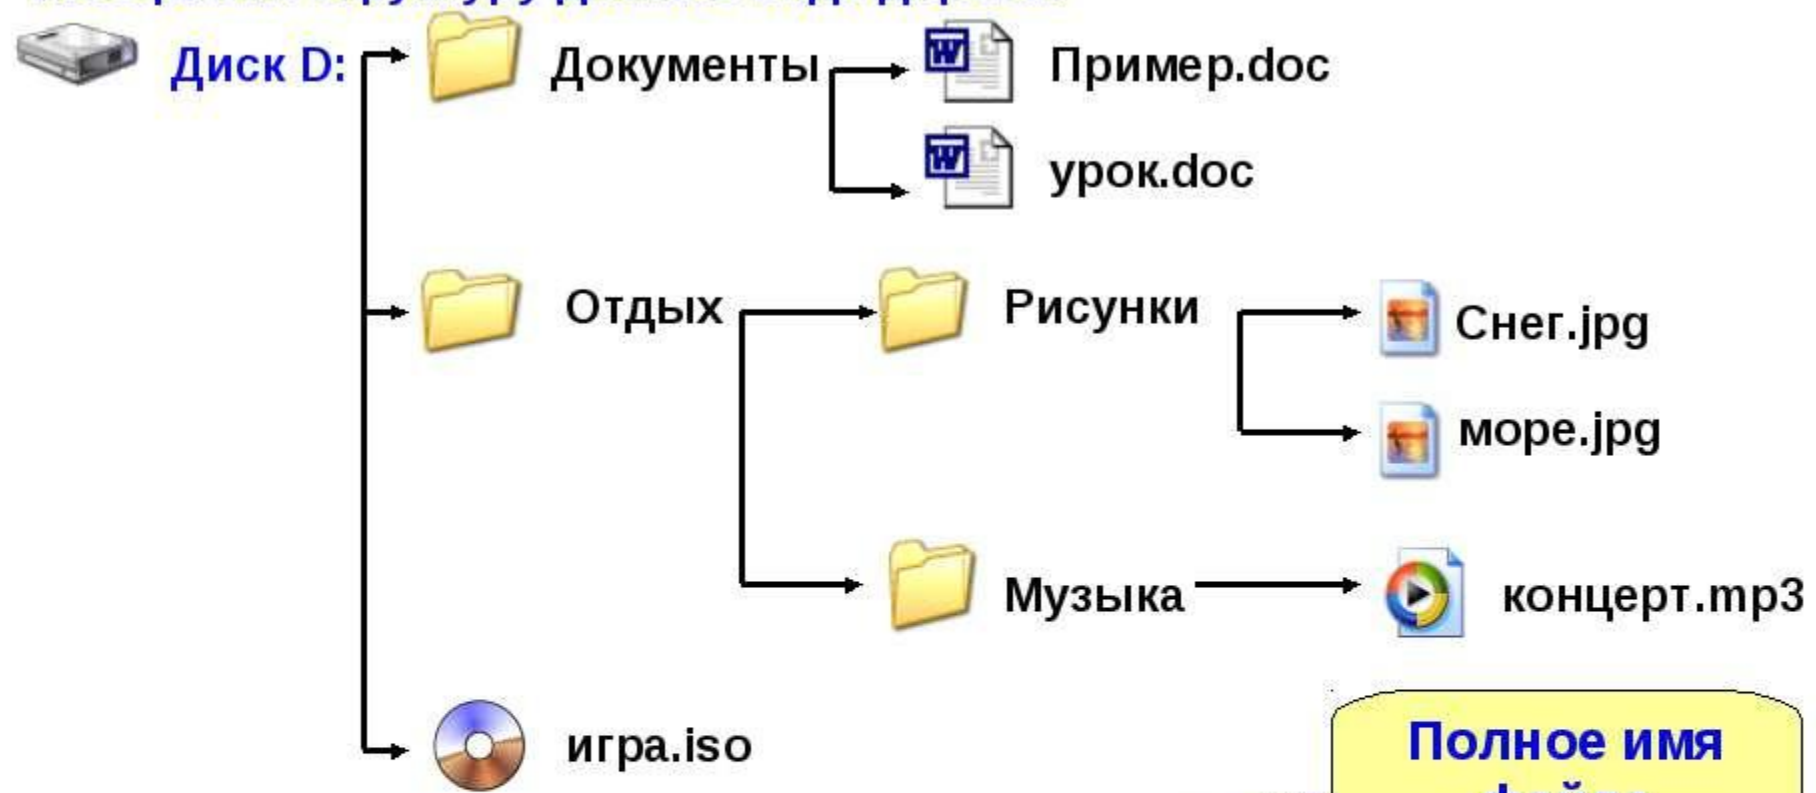 Диск D:
Документы
Пример.doc
урок.doc
Отдых
Рисунки
Снег.jpg
море.jpg
Музыка
концерт.mp3
игра.iso
Полное имя